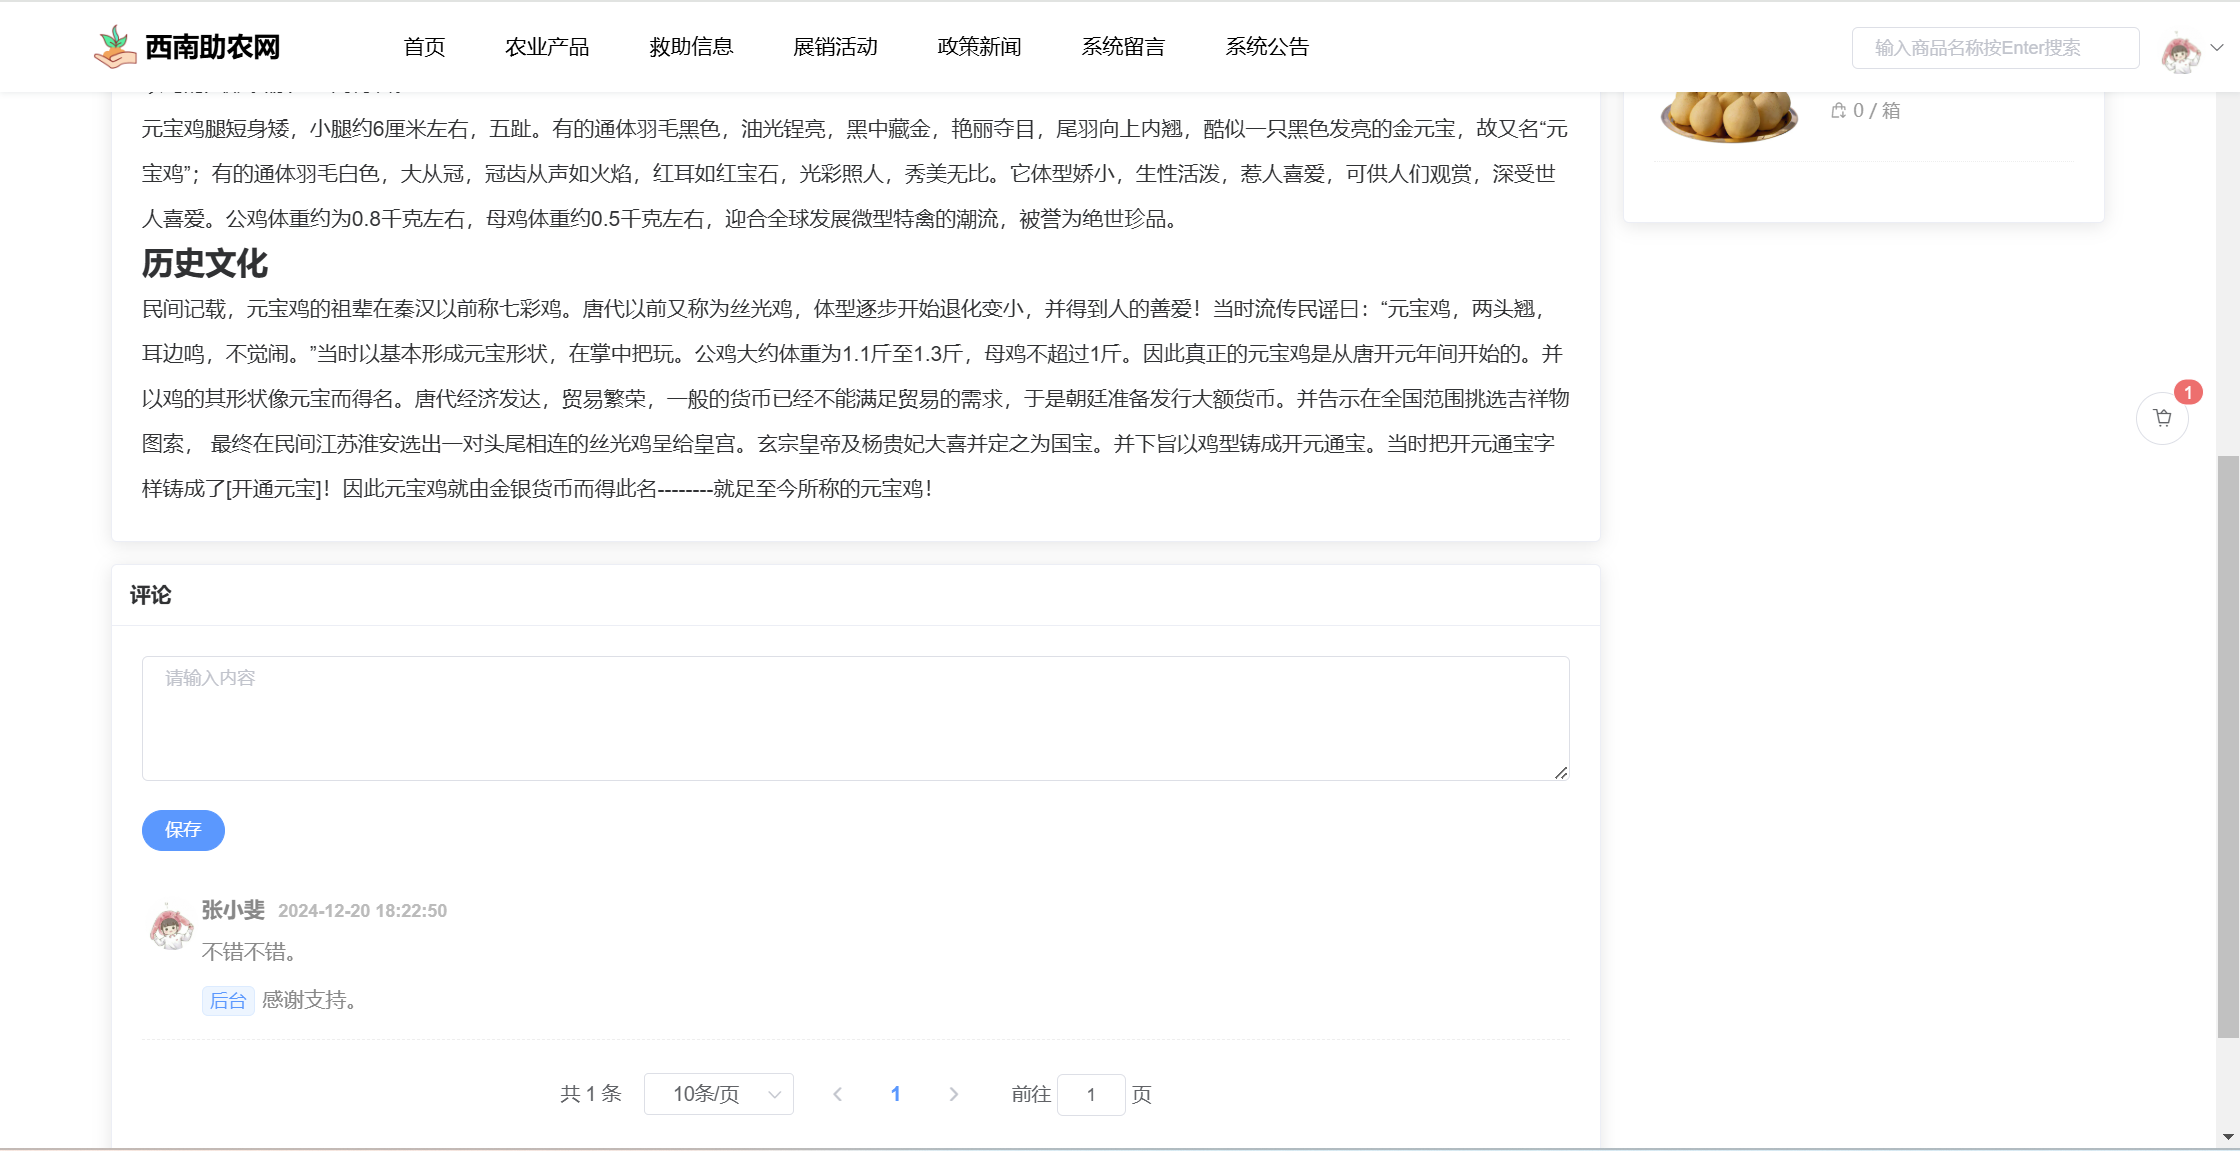 西南助农网
首页
农业产品
救助信息
展销活动
政策新闻
系统留言
系统公告
输入商品名称按Enter搜索
0 / 箱
元宝鸡腿短身矮，小腿约6厘米左右，五趾。有的通体羽毛黑色，油光锃亮，黑中藏金，艳丽夺目，尾羽向上内翘，酷似一只黑色发亮的金元宝，故又名“元
宝鸡”；有的通体羽毛白色，大从冠，冠齿从声如火焰，红耳如红宝石，光彩照人，秀美无比。它体型娇小，生性活泼，惹人喜爱，可供人们观赏，深受世
人喜爱。公鸡体重约为0.8千克左右，母鸡体重约0.5千克左右，迎合全球发展微型特禽的潮流，被誉为绝世珍品。
历史文化
民间记载，元宝鸡的祖辈在秦汉以前称七彩鸡。唐代以前又称为丝光鸡，体型逐步开始退化变小，并得到人的善爱！当时流传民谣曰：“元宝鸡，两头翘，
耳边鸣，不觉闹。”当时以基本形成元宝形状，在掌中把玩。公鸡大约体重为1.1斤至1.3斤，母鸡不超过1斤。因此真正的元宝鸡是从唐开元年间开始的。并
以鸡的其形状像元宝而得名。唐代经济发达，贸易繁荣，一般的货币已经不能满足贸易的需求，于是朝廷准备发行大额货币。并告示在全国范围挑选吉祥物
图索， 最终在民间江苏淮安选出一对头尾相连的丝光鸡呈给皇宫。玄宗皇帝及杨贵妃大喜并定之为国宝。并下旨以鸡型铸成开元通宝。当时把开元通宝字
样铸成了[开通元宝]！因此元宝鸡就由金银货币而得此名--------就足至今所称的元宝鸡！
1
评论
请输入内容
保存
张小斐 2024-12-20 18:22:50
不错不错。
后台 感谢支持。
共 1 条
10条/页
1
前往 1 页